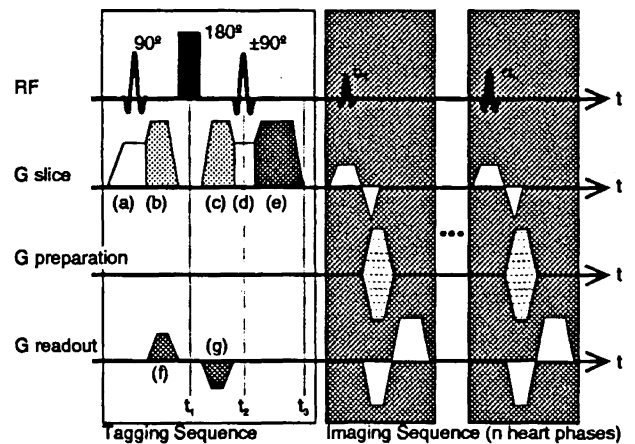 90º 180º ±90º
RF t
G slice t
(a) (b) (c) (d) (e)
G preparation t
G readout (g) t
(f)
t1 t2 t3
Tagging Sequence Imaging Sequence (n heart phases)